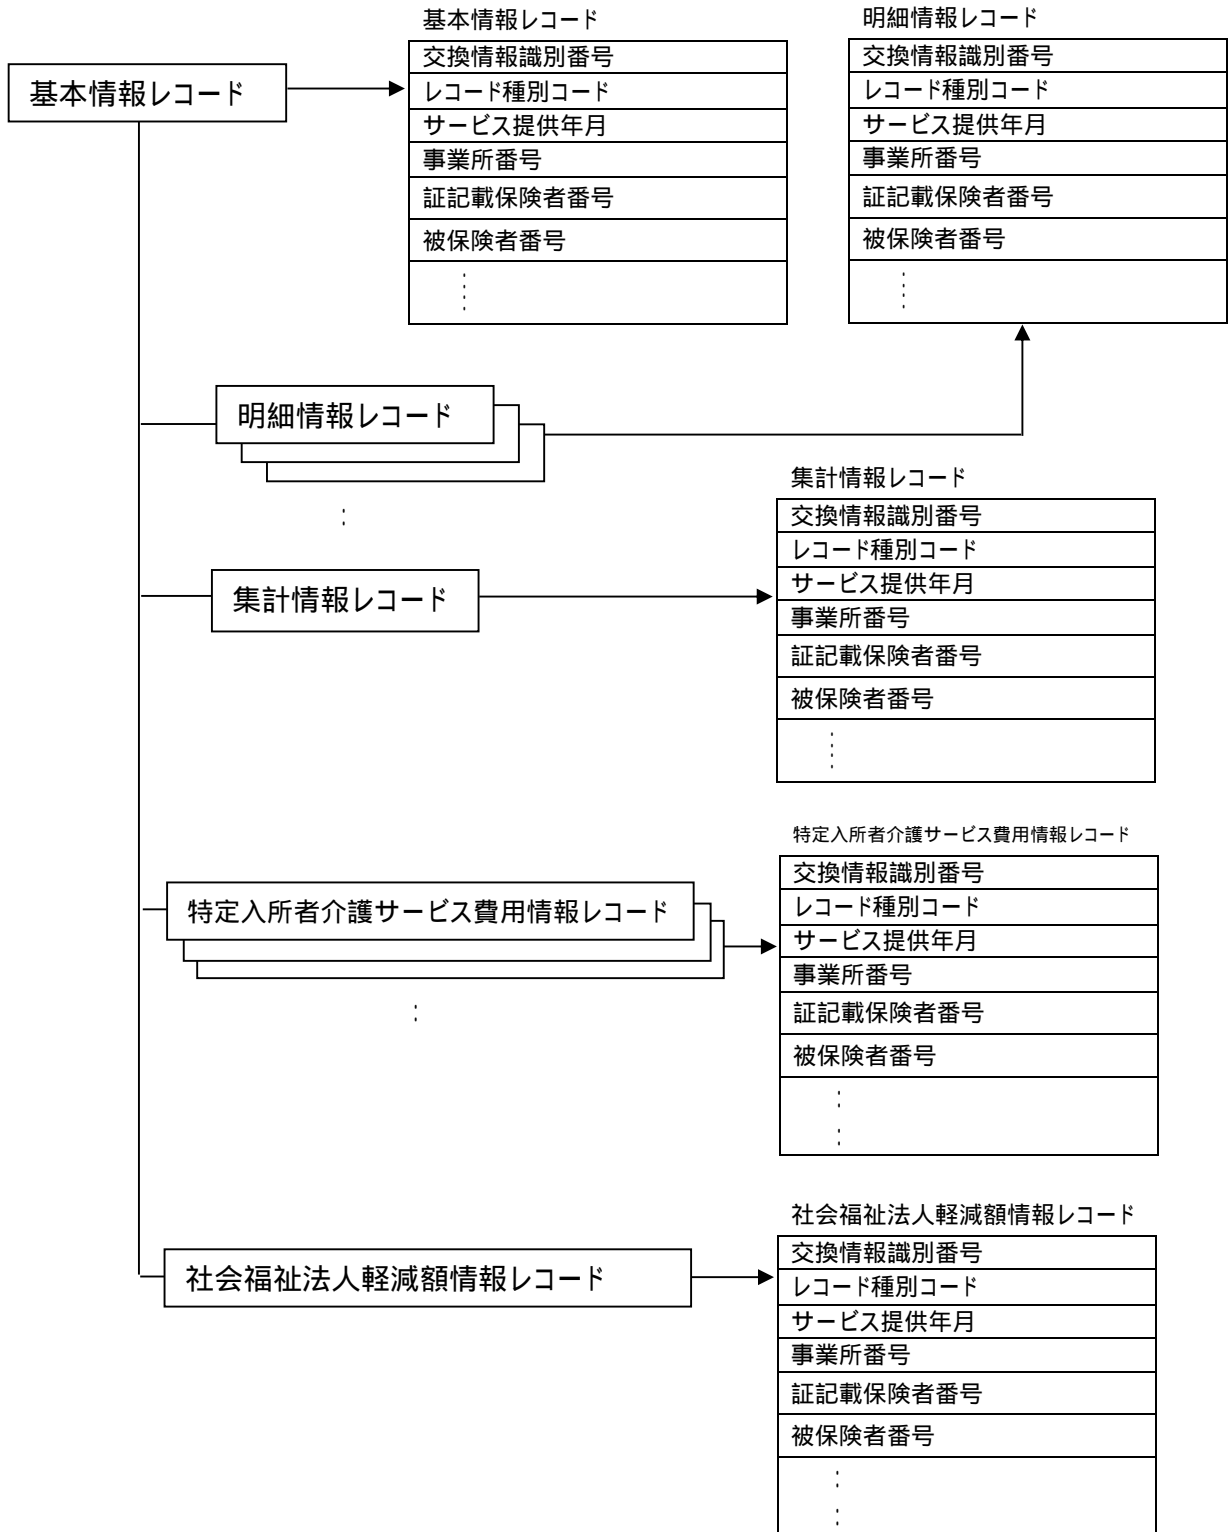 基本情報レコード
明細情報レコード
基本情報レコード
交換情報識別番号
レコード種別コード
サービス提供年月
事業所番号
証記載保険者番号
被保険者番号
交換情報識別番号
レコード種別コード
サービス提供年月
事業所番号
証記載保険者番号
被保険者番号
明細情報レコード
集計情報レコード
集計情報レコード
交換情報識別番号
レコード種別コード
サービス提供年月
事業所番号
証記載保険者番号
被保険者番号
特定入所者介護サービス費用情報レコード
特定入所者介護サービス費用情報レコード
交換情報識別番号
レコード種別コード
サービス提供年月
事業所番号
証記載保険者番号
被保険者番号
社会福祉法人軽減額情報レコード
社会福祉法人軽減額情報レコード
交換情報識別番号
レコード種別コード
サービス提供年月
事業所番号
証記載保険者番号
被保険者番号